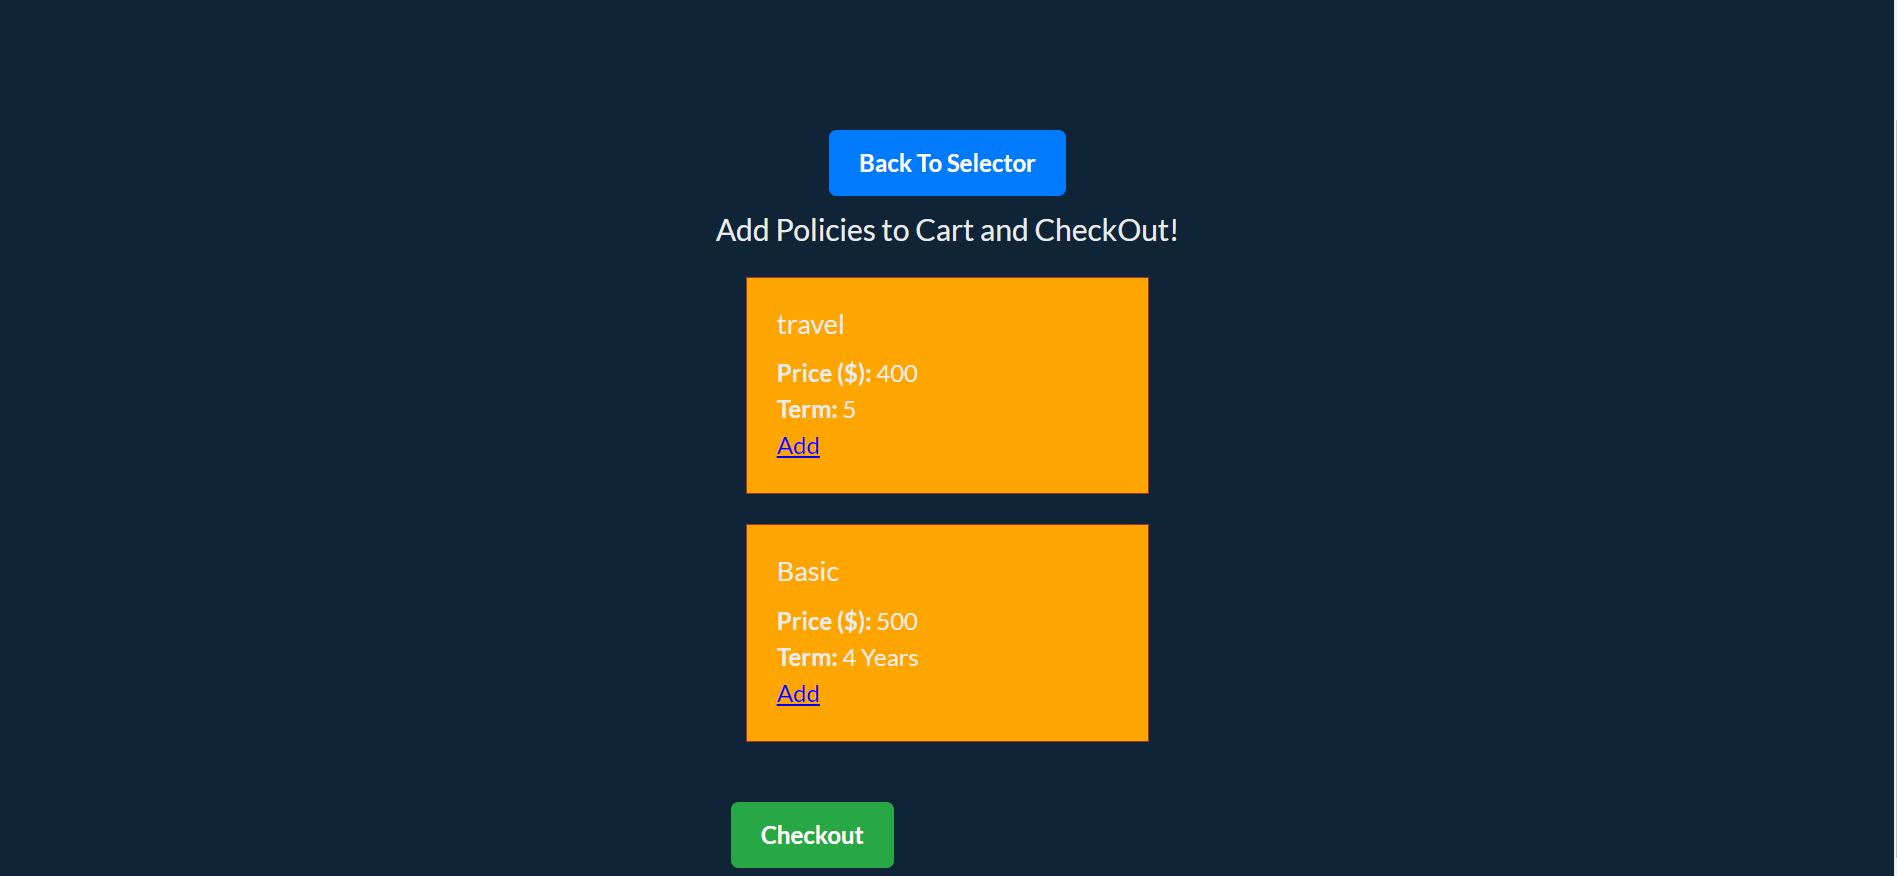 Back To Selector
Add Policies to Cart and CheckOut!
travel
Price ($): 400
Term: 5
Add
Basic
Price ($): 500
Term: 4 Years
Add
Checkout